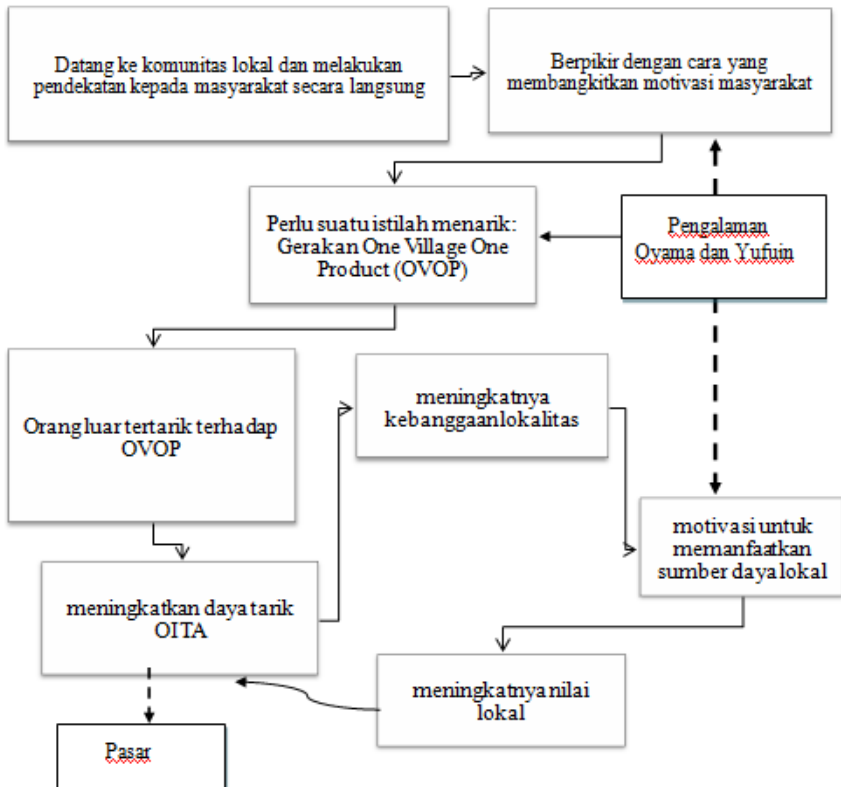 Datang ke komunitas lokal dan melakukan
pendekatan kepada masyarakat secara langsung
Berpikir dengan cara yang
membangkitkan motivasi masyarakat
Perlu suatu istilah menarik:
Gerakan One Village One
Product (OVOP)
Pengalaman
Oyama dan Yufuin
Orang luar tertarik terhadap
OVOP
meningkatnya
kebanggaanlokalitas
motivasi untuk
memanfaatkan
sumber daya lokal
meningkatkan daya tarik
OITA
meningkatnya nilai
lokal
Pasar